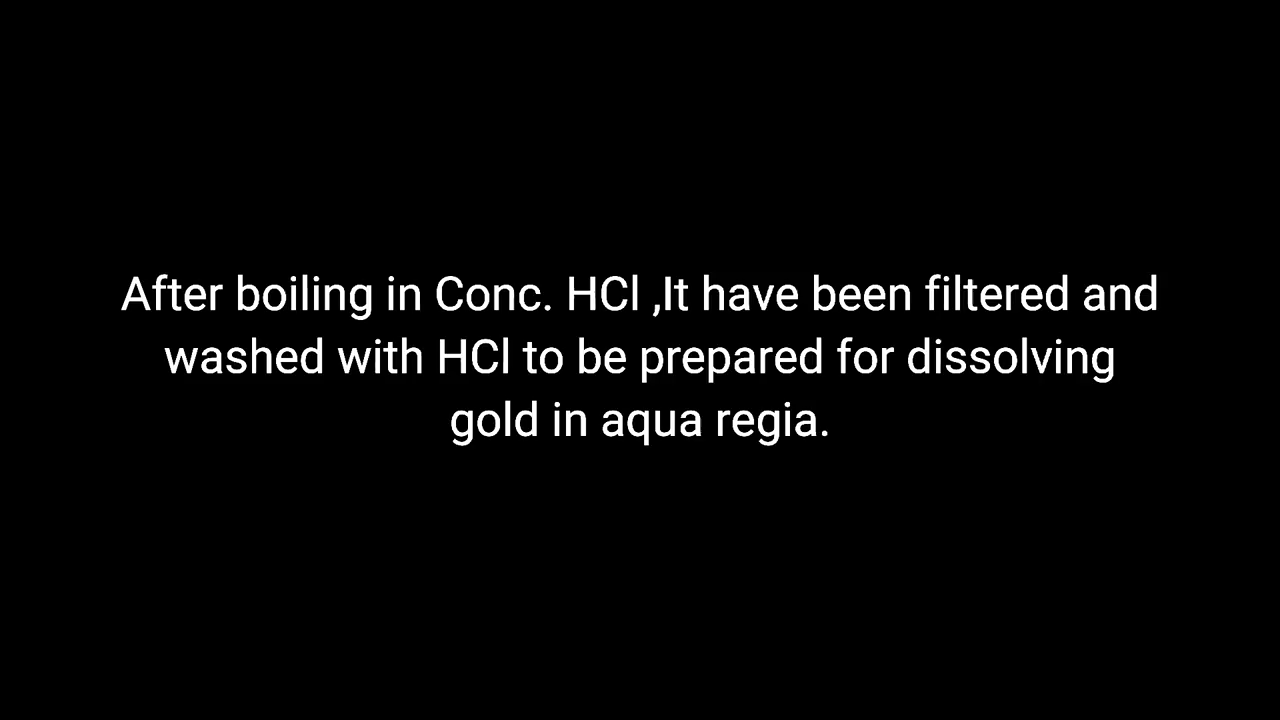 After boiling in Conc. HCl ,It have been filtered and
washed with HCl to be prepared for dissolving
gold in aqua regia.